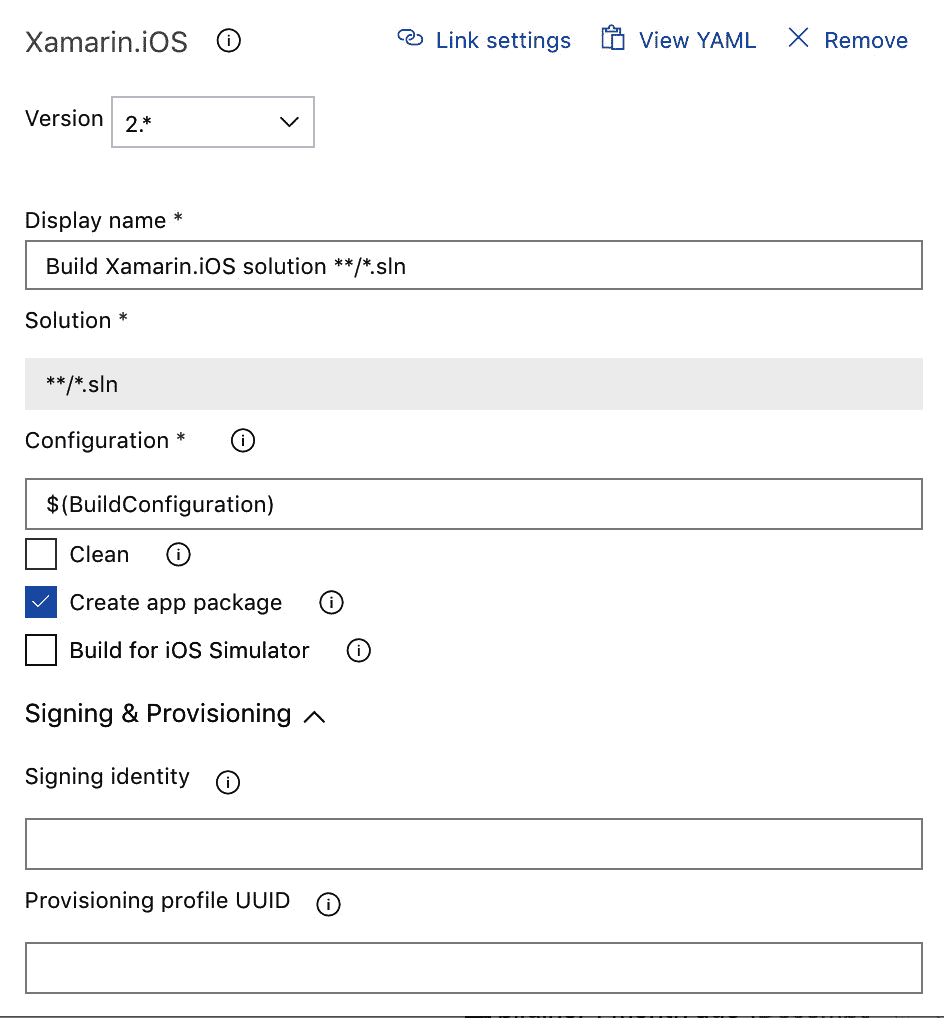 Xamarin.iOS Link settings View YAML Remove
Version 2.*
Display name *
Build Xamarin.iOS solution **/*.sln
Solution *
**/*.sln
Configuration *
$(BuildConfiguration)
Clean
Create app package
Build for iOS Simulator
Signing & Provisioning
Signing identity
Provisioning profile UUID